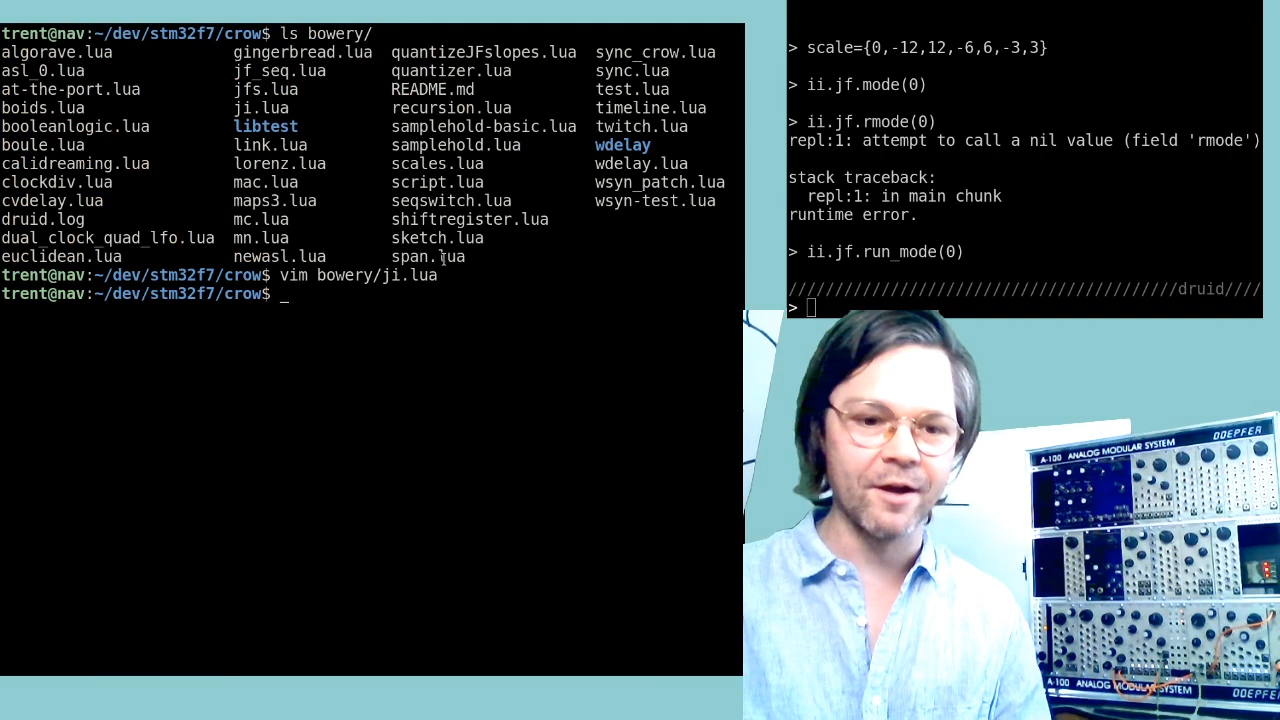 trent@nav:~/dev/stm32f7/crow$ ls bowery/
algorave.lua gingerbread.lua quantizeJFslopes.lua sync_crow.lua
asl_0.lua jf_seq.lua quantizer.lua sync.lua
at-the-port.lua jfs.lua README.md test.lua
boids.lua ji.lua recursion.lua timeline.lua
booleanlogic.lua libtest samplehold-basic.lua twitch.lua
boule.lua link.lua samplehold.lua wdelay
calidreaming.lua lorenz.lua scales.lua wdelay.lua
clockdiv.lua mac.lua script.lua wsyn_patch.lua
cvdelay.lua maps3.lua seqswitch.lua wsyn-test.lua
druid.log mc.lua shiftregister.lua
dual_clock_quad_lfo.lua mn.lua sketch.lua
euclidean.lua newasl.lua span.lua
trent@nav:~/dev/stm32f7/crow$ vim bowery/ji.lua
trent@nav:~/dev/stm32f7/crow$ _
> scale={0,-12,12,-6,6,-3,3}
> ii.jf.mode(0)
> ii.jf.rmode(0)
repl:1: attempt to call a nil value (field 'rmode')
stack traceback:
repl:1: in main chunk
runtime error.
> ii.jf.run_mode(0)
//////////////////////////////////////////druid////
>
A-100 ANALOG MODULAR SYSTEM DOEPFER
A-100 ANALOG MODULAR SYSTEM DOEPFER